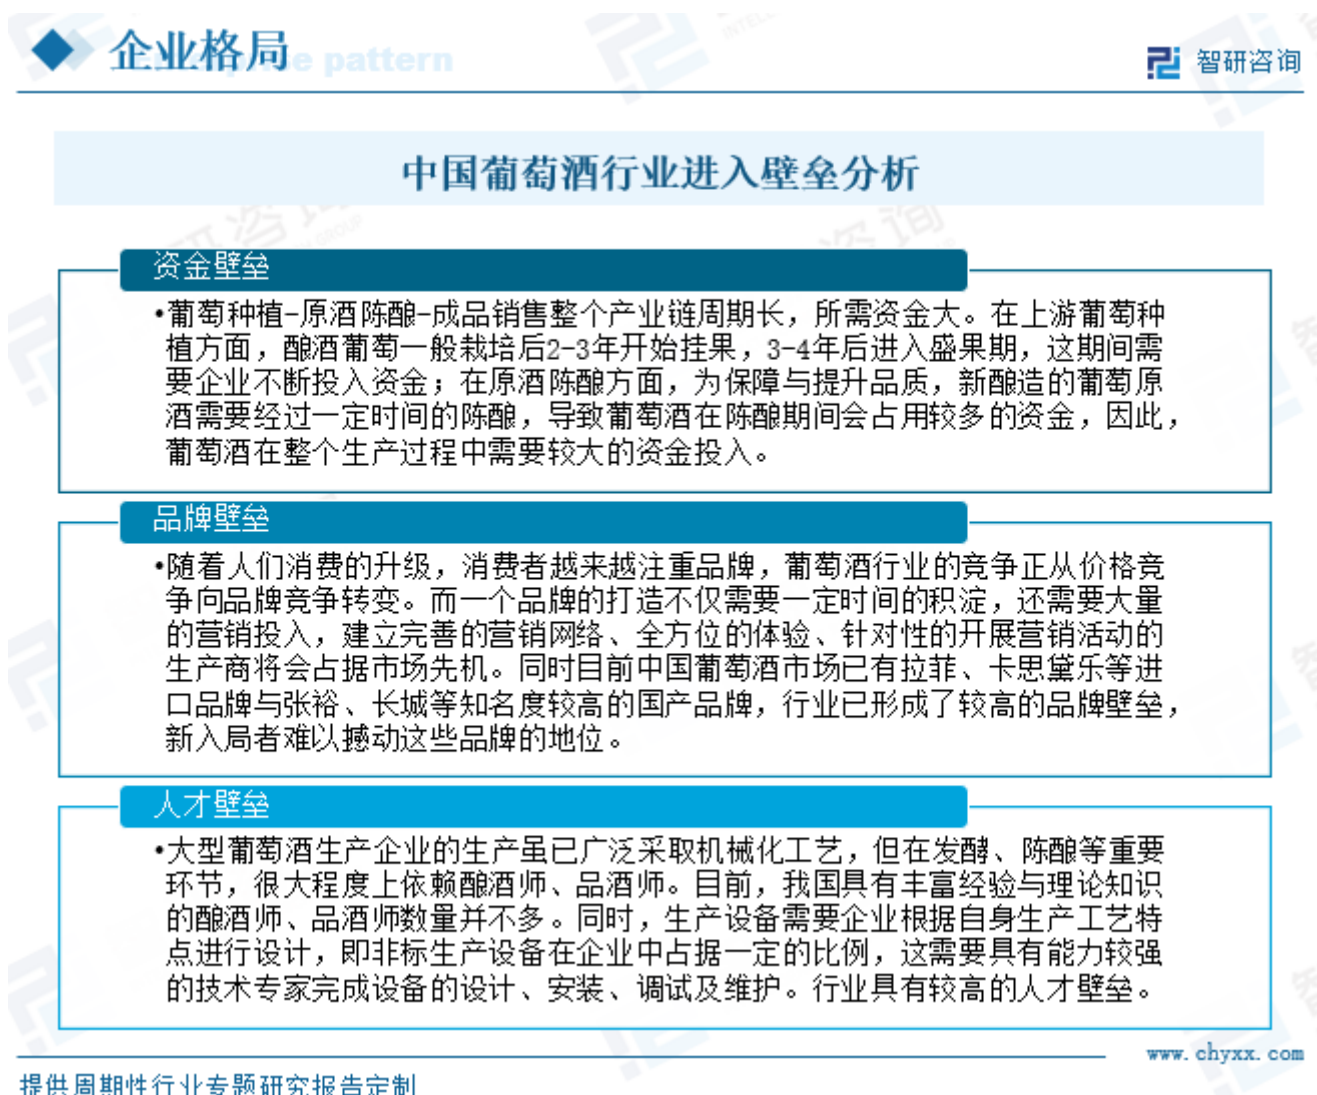 企业格局
Enterprise pattern
智研咨询
中国葡萄酒行业进入壁垒分析
资金壁垒
•葡萄种植-原酒陈酿-成品销售整个产业链周期长，所需资金大。在上游葡萄种
植方面，酿酒葡萄一般栽培后2-3年开始挂果，3-4年后进入盛果期，这期间需
要企业不断投入资金；在原酒陈酿方面，为保障与提升品质，新酿造的葡萄原
酒需要经过一定时间的陈酿，导致葡萄酒在陈酿期间会占用较多的资金，因此，
葡萄酒在整个生产过程中需要较大的资金投入。
品牌壁垒
•随着人们消费的升级，消费者越来越注重品牌，葡萄酒行业的竞争正从价格竞
争向品牌竞争转变。而一个品牌的打造不仅需要一定时间的积淀，还需要大量
的营销投入，建立完善的营销网络、全方位的体验、针对性的开展营销活动的
生产商将会占据市场先机。同时目前中国葡萄酒市场已有拉菲、卡思黛乐等进
口品牌与张裕、长城等知名度较高的国产品牌，行业已形成了较高的品牌壁垒，
新入局者难以撼动这些品牌的地位。
人才壁垒
•大型葡萄酒生产企业的生产虽已广泛采取机械化工艺，但在发酵、陈酿等重要
环节，很大程度上依赖酿酒师、品酒师。目前，我国具有丰富经验与理论知识
的酿酒师、品酒师数量并不多。同时，生产设备需要企业根据自身生产工艺特
点进行设计，即非标生产设备在企业中占据一定的比例，这需要具有能力较强
的技术专家完成设备的设计、安装、调试及维护。行业具有较高的人才壁垒。
www.chyxx.com
提供周期性行业专题研究报告定制